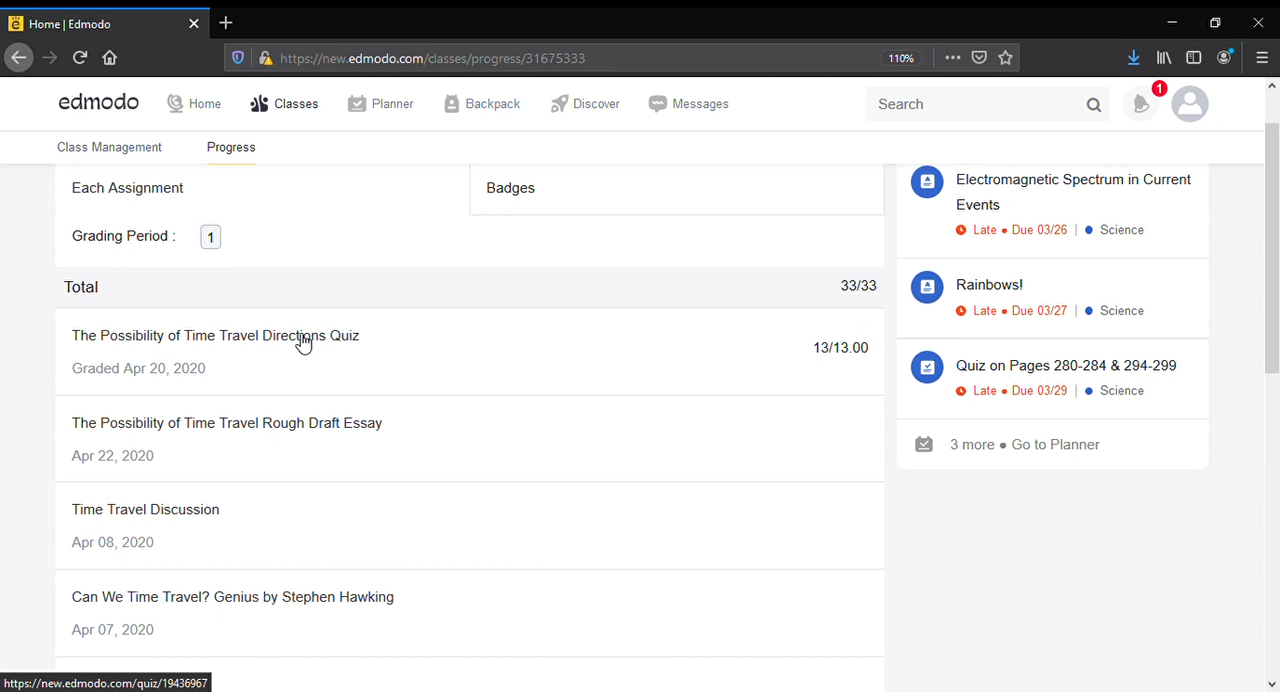 Home | Edmodo
https://new.edmodo.com/classes/progress/31675333
110%
edmodo
Home
Classes
Planner
Backpack
Discover
Messages
Search
1
Class Management
Progress
Each Assignment
Badges
Grading Period :
1
Total
33/33
The Possibility of Time Travel Directions Quiz
13/13.00
Graded Apr 20, 2020
The Possibility of Time Travel Rough Draft Essay
Apr 22, 2020
Time Travel Discussion
Apr 08, 2020
Can We Time Travel? Genius by Stephen Hawking
Apr 07, 2020
Electromagnetic Spectrum in Current
Events
Late • Due 03/26 | • Science
Rainbows!
Late • Due 03/27 | • Science
Quiz on Pages 280-284 & 294-299
Late • Due 03/29 | • Science
3 more • Go to Planner
https://new.edmodo.com/quiz/19436967